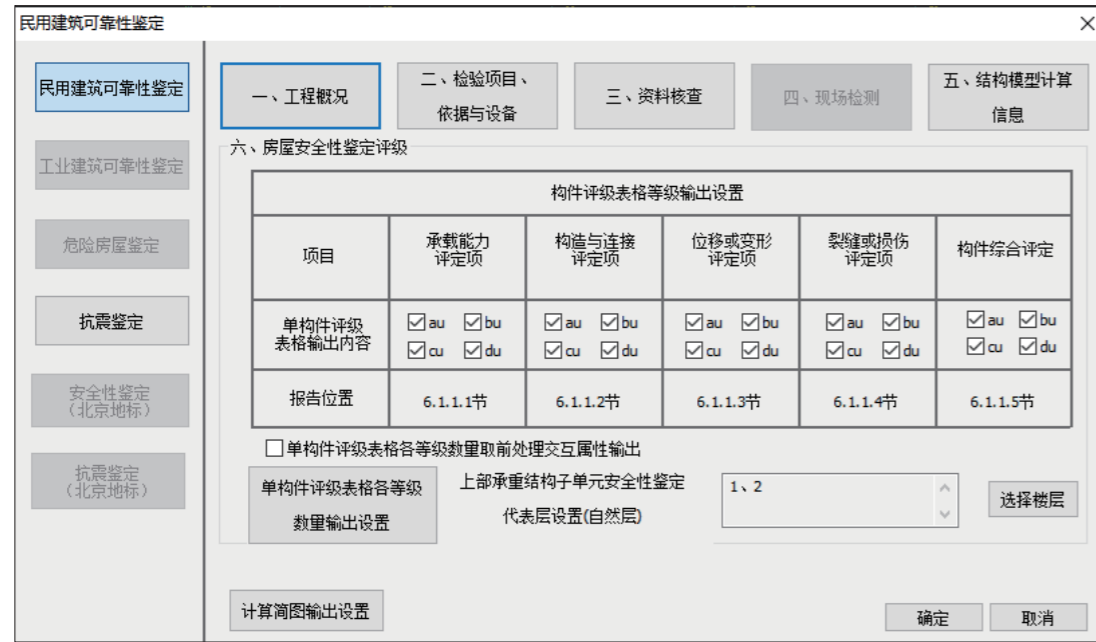 民用建筑可靠性鉴定
民用建筑可靠性鉴定
工业建筑可靠性鉴定
危险房屋鉴定
抗震鉴定
安全性鉴定
（北京地标）
抗震鉴定
（北京地标）
一、工程概况
二、检验项目、
依据与设备
三、资料核查
四、现场检测
五、结构模型计算
信息
六、房屋安全性鉴定评级
构件评级表格等级输出设置
项目
承载能力
评定项
构造与连接
评定项
位移或变形
评定项
裂缝或损伤
评定项
构件综合评定
单构件评级
表格输出内容
au bu
cu du
au bu
cu du
au bu
cu du
au bu
cu du
au bu
cu du
报告位置
6.1.1.1节
6.1.1.2节
6.1.1.3节
6.1.1.4节
6.1.1.5节
单构件评级表格各等级数量取前处理交互属性输出
单构件评级表格各等级
数量输出设置
上部承重结构子单元安全性鉴定
代表层设置(自然层)
1、2
选择楼层
计算简图输出设置
确定
取消